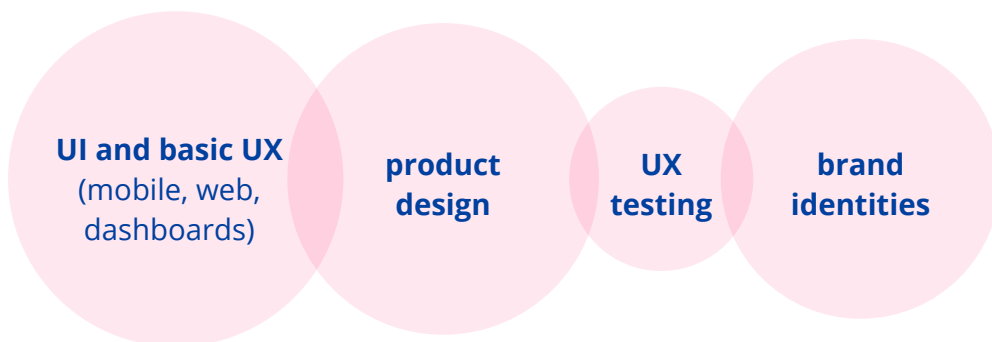 UI and basic UX
(mobile, web,
dashboards)
product
design
UX
testing
brand
identities